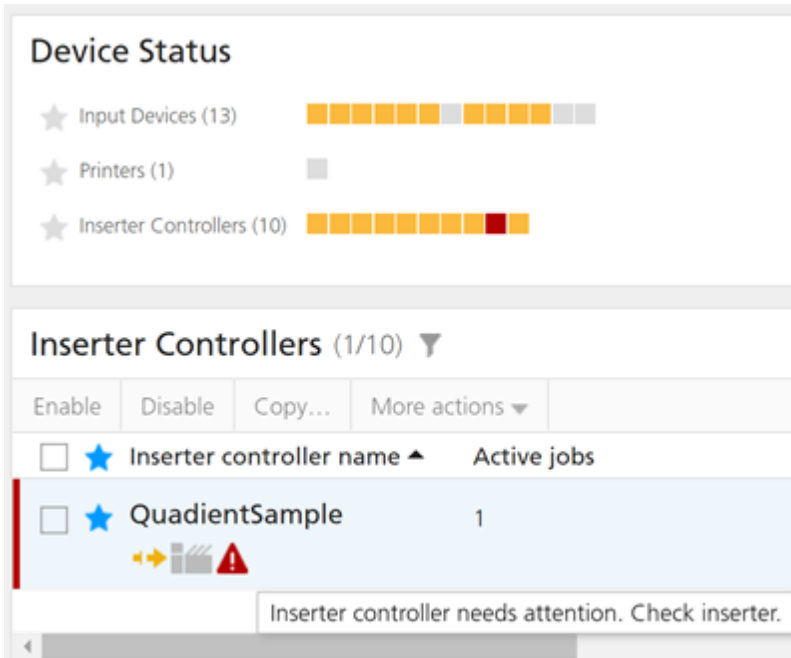 Device Status
Input Devices (13)
Printers (1)
Inserter Controllers (10)
Inserter Controllers (1/10)
Enable Disable Copy... More actions
Inserter controller name Active jobs
QuadientSample 1
Inserter controller needs attention. Check inserter.